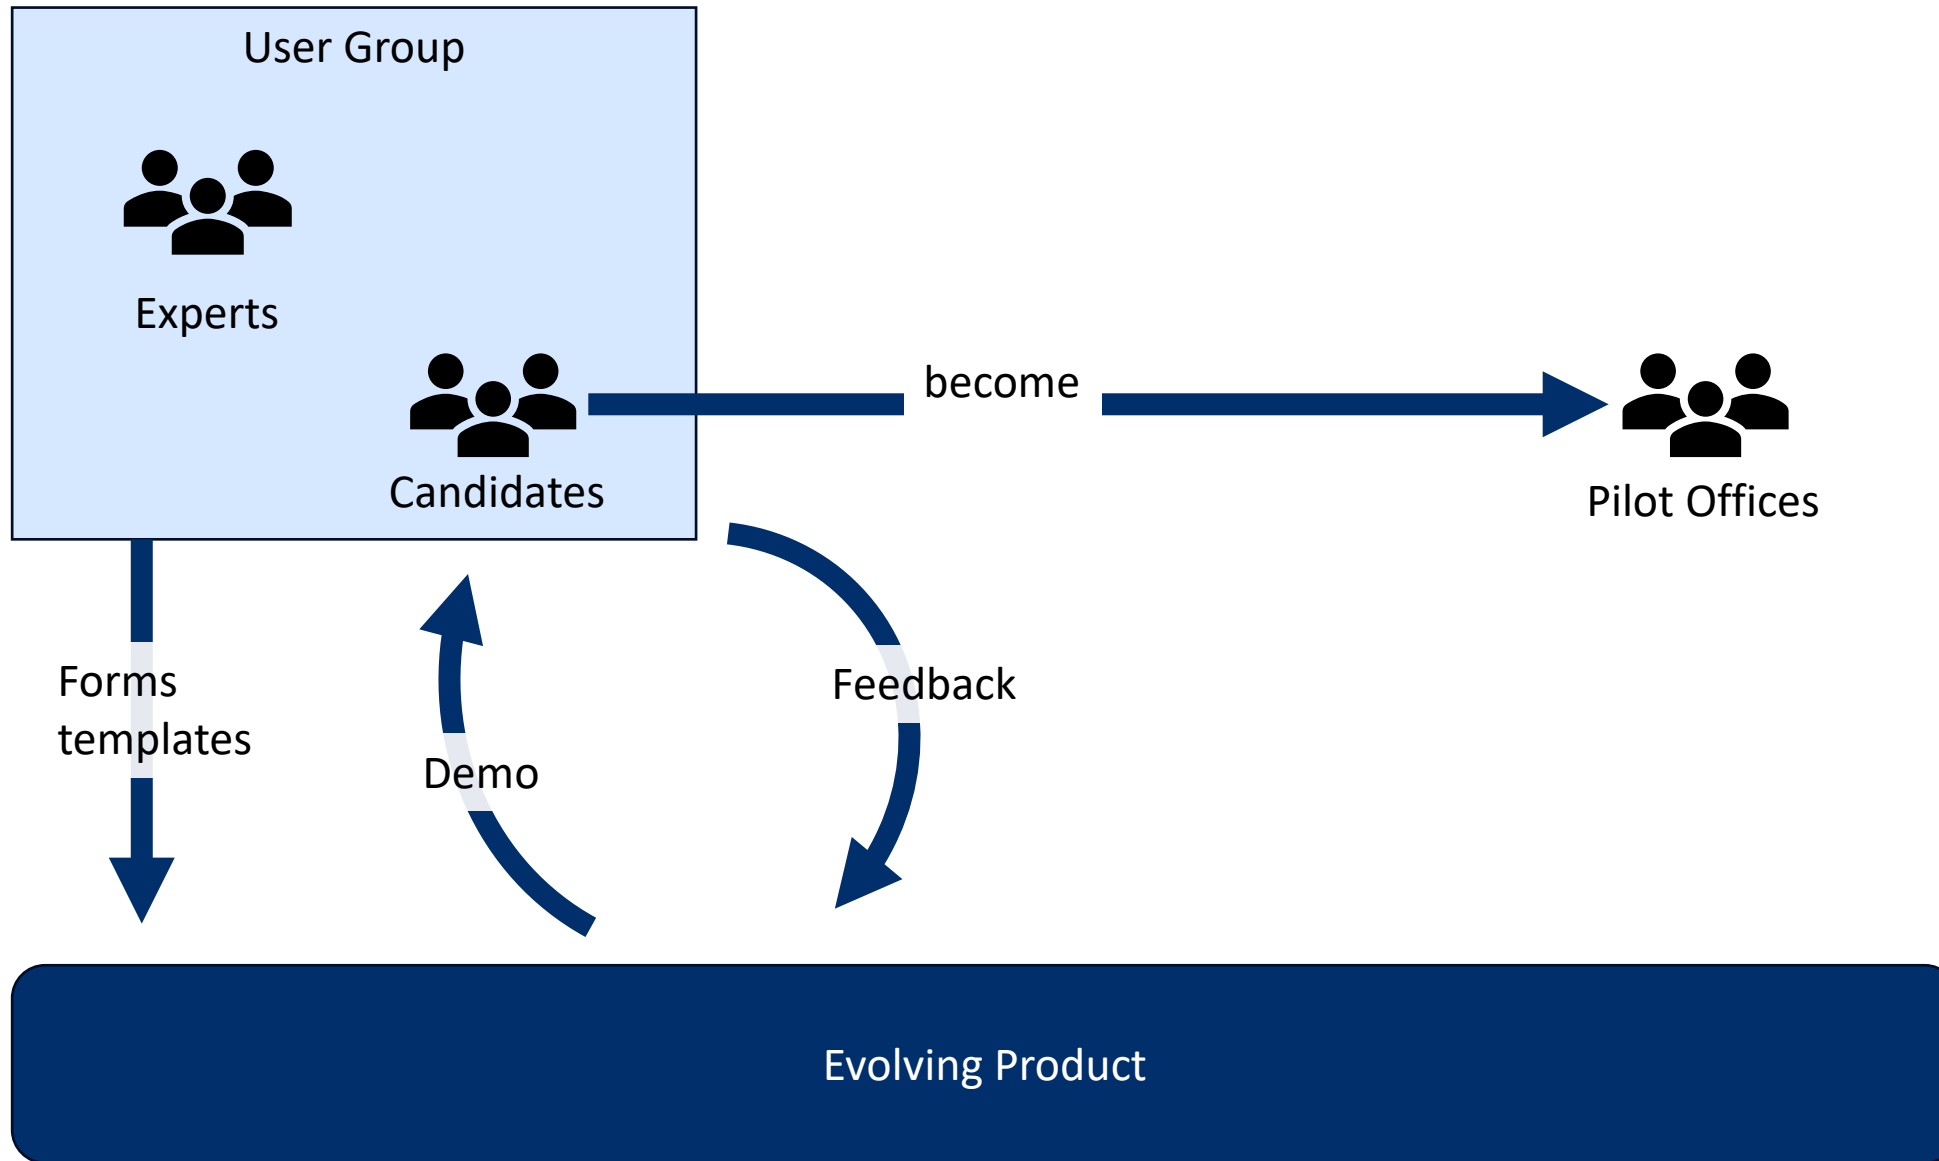 User Group
Experts
become
Candidates
Pilot Offices
Forms
templates
Feedback
Demo
Evolving Product